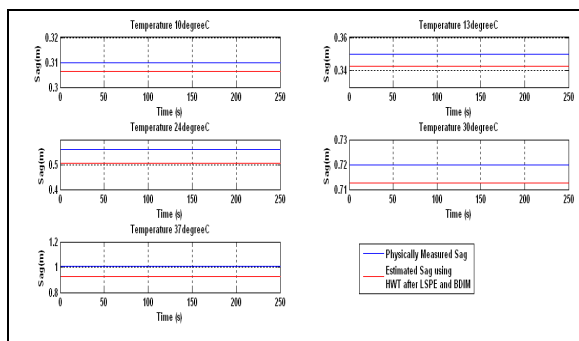 Temperature 10degreeC
Sag(m)
0.32
0.31
0.3
0 50 100 150 200 250
Time (s)
Temperature 13degreeC
Sag(m)
0.36
0.34
0 50 100 150 200 250
Time (s)
Temperature 24degreeC
Sag(m)
0.5
0.4
0 50 100 150 200 250
Time (s)
Temperature 30degreeC
Sag(m)
0.73
0.72
0.71
0 50 100 150 200 250
Time (s)
Temperature 37degreeC
Sag(m)
1.2
1
0.8
0 50 100 150 200 250
Time (s)
Physically Measured Sag
Estimated Sag using
HWT after LSPE and BDIM